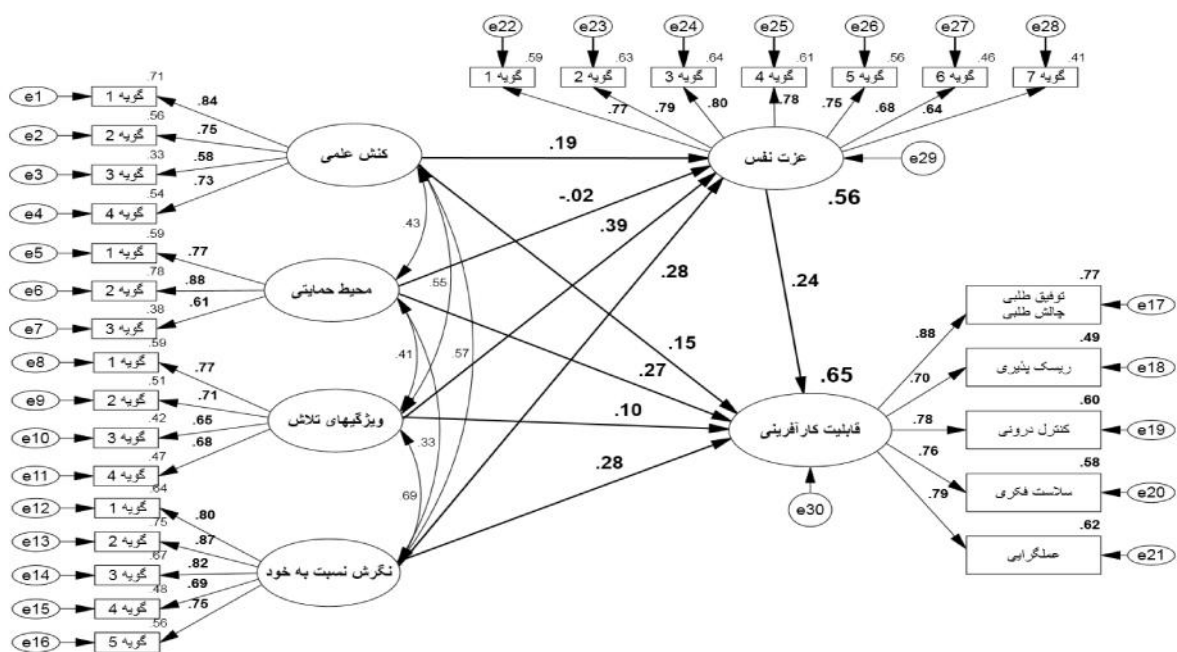 e22 e23 e24 e25 e26 e27 e28
.59 .63 .64 .61 .56 .46 .41
گویه 1 گویه 2 گویه 3 گویه 4 گویه 5 گویه 6 گویه 7
.77 .79 .80 .78 .75 .68 .64
.71
e1 گویه 1 .84
.56
e2 گویه 2 .75
.33
e3 گویه 3 .58
.54
e4 گویه 4 .73
کنش علمی
.19
عزت نفس
e29
.56
-.02
.39
.28
.43
.55
.57
.59
e5 گویه 1 .77
.78
e6 گویه 2 .88
.38
e7 گویه 3 .61
محیط حمایتی
.24
.15
.27
.41
.59
e8 گویه 1 .77
.51
e9 گویه 2 .71
.42
e10 گویه 3 .65
.47
e11 گویه 4 .68
ویژگیهای تلاش
.33
.10
.65
قابلیت کارآفرینی
e30
.28
.69
.64
e12 گویه 1 .80
.75
e13 گویه 2 .87
.67
e14 گویه 3 .82
.48
e15 گویه 4 .69
.56
e16 گویه 5 .75
نگرش نسبت به خود
.77
.88
توفیق طلبی
چالش طلبی
e17
.49
.70
ریسک پذیری
e18
.60
.78
کنترل درونی
e19
.58
.76
سلاست فکری
e20
.62
.79
عملگرایی
e21